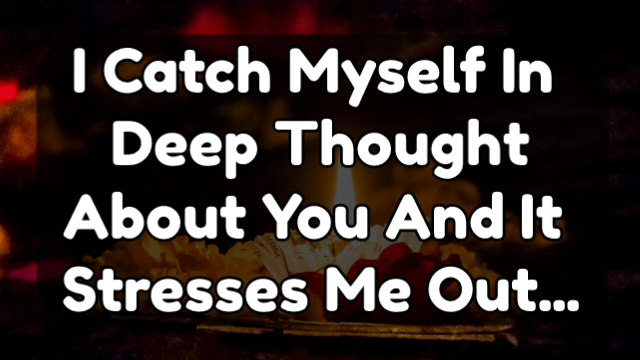 I Catch Myself In
Deep Thought
About You And It
Stresses Me Out...